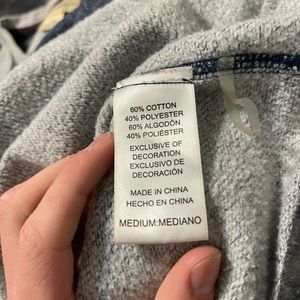 60% COTTON
40% POLYESTER
60% ALGODÓN
40% POLIÉSTER
EXCLUSIVE OF
DECORATION
EXCLUSIVO DE
DECORACIÓN
MADE IN CHINA
HECHO EN CHINA
MEDIUM:MEDIANO